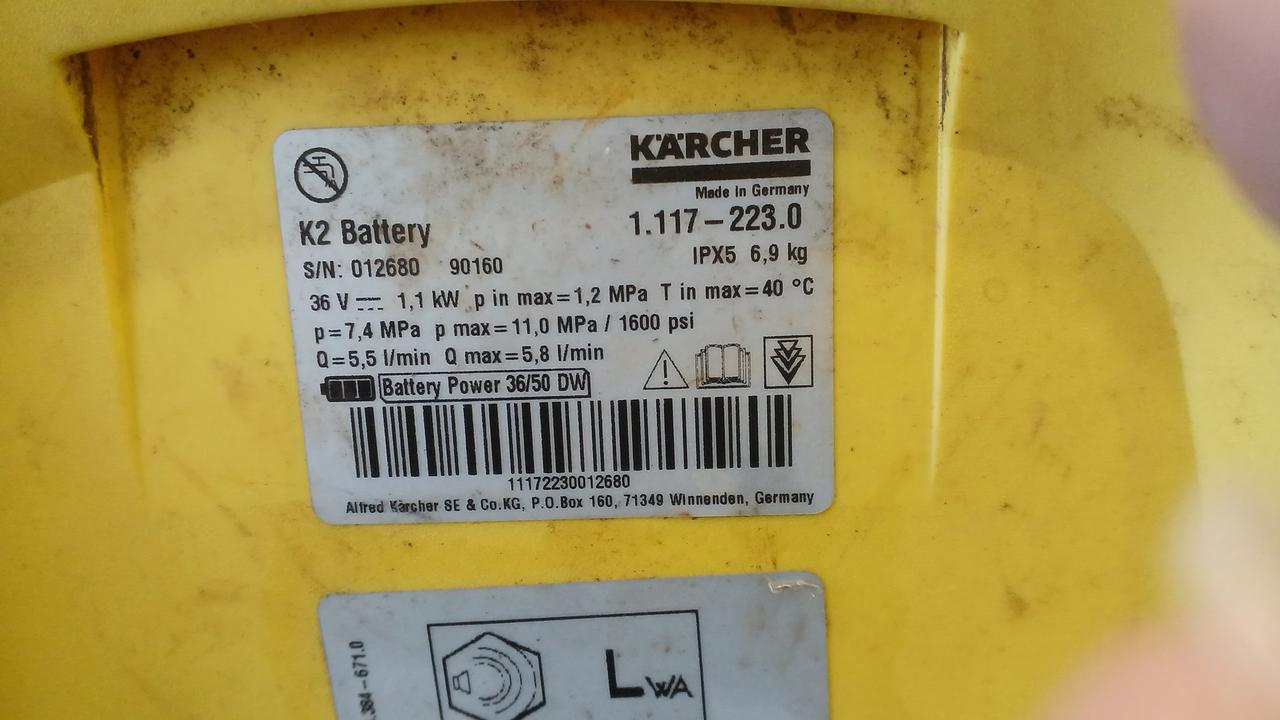 KÄRCHER
Made in Germany
K2 Battery
1.117-223.0
S/N: 012680 90160
IPX5 6,9 kg
36 V 1,1 kW p in max=1,2 MPa T in max=40 °C
p=7,4 MPa p max=11,0 MPa / 1600 psi
Q=5,5 l/min Q max=5,8 l/min
Battery Power 36/50 DW
11172230012680
Alfred Kärcher SE & Co.KG, P.O.Box 160, 71349 Winnenden, Germany
LWA